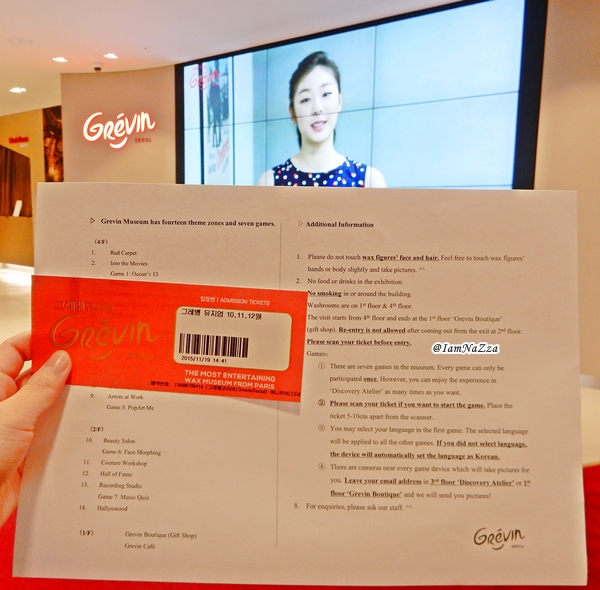 Grévin
Grévin
▷ Grevin Museum has fourteen theme zones and seven games.
(4/F)
1. Red Carpet
2. Into the Movies
Game 1: Ocean's 13
그레뱅 뮤지엄
Grévin
입장권 | ADMISSION TICKETS
그레뱅 뮤지엄 10,11,12월
2015/11/19 14:41
THE MOST ENTERTAINING
WAX MUSEUM FROM PARIS
9. Artists at Work
Game 5: PopArt Me
(2/F)
10. Beauty Salon
Game 6: Face Morphing
11. Couture Workshop
12. Hall of Fame
13. Recording Studio
Game 7: Music Quiz
14. Hallyuwood
(1/F) Grevin Boutique (Gift Shop)
Grevin Café
▷ Additional Information
1. Please do not touch wax figures' face and hair. Feel free to touch wax figures'
hands or body slightly and take pictures. ^^
2. No food or drinks in the exhibition.
No smoking in or around the building.
Washrooms are on 1st floor & 4th floor.
The visit starts from 4th floor and ends at the 1st floor 'Grevin Boutique'
(gift shop). Re-entry is not allowed after coming out from the exit at 2nd floor.
Please scan your ticket before entry.
@IamNaZza
Games:
① There are seven games in the museum. Every game can only be
participated once. However, you can enjoy the experience in
'Discovery Atelier' as many times as you want.
② Please scan your ticket if you want to start the game. Place the
ticket 5-10cm apart from the scanner.
③ You may select your language in the first game. The selected language
will be applied to all the other games. If you did not select language,
the device will automatically set the language as Korean.
④ There are cameras near every game device which will take pictures for
you. Leave your email address in 3rd floor 'Discovery Atelier' or 1st
floor 'Grevin Boutique' and we will send you pictures!
8. For enquiries, please ask our staff. ^^
Grévin